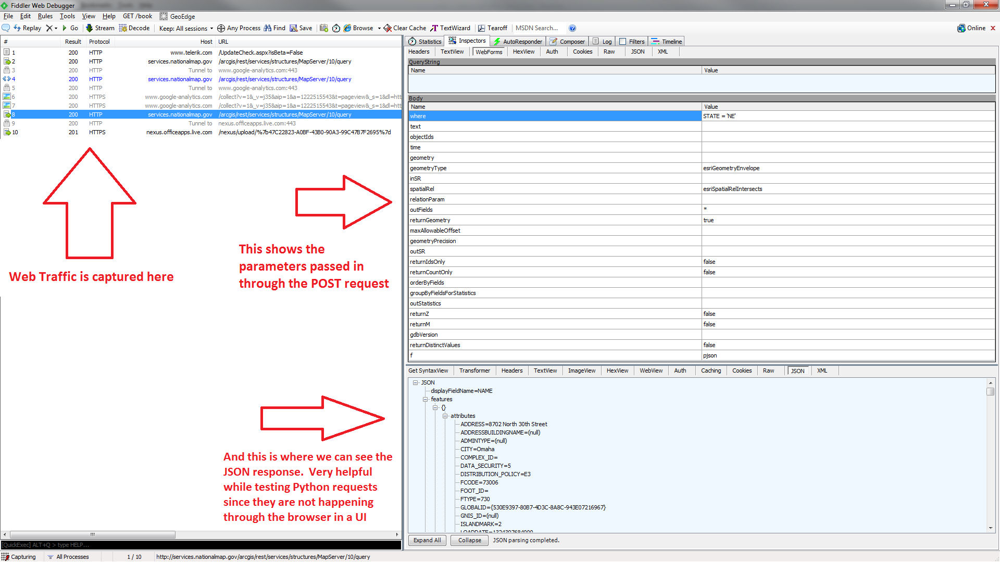 Fiddler Web Debugger
File Edit Rules Tools View Help GET /book GeoEdge
Replay Go Stream Decode Keep: All sessions Any Process Find Save Browse Clear Cache TextWizard Tearoff MSDN Search... Online
# Result Protocol Host URL
1 200 HTTP www.telerik.com /UpdateCheck.aspx?isBeta=False
2 200 HTTP services.nationalmap.gov /arcgis/rest/services/structures/MapServer/10/query
3 200 HTTP Tunnel to www.google-analytics.com:443
4 200 HTTP services.nationalmap.gov /arcgis/rest/services/structures/MapServer/10/query
5 200 HTTP Tunnel to www.google-analytics.com:443
6 200 HTTPS www.google-analytics.com /collect?v=1&_v=j35&aip=1&a=1222515543&t=pageview&_s=1&dl=htt
7 200 HTTPS www.google-analytics.com /collect?v=1&_v=j35&aip=1&a=1222515543&t=pageview&_s=1&dl=htt
8 200 HTTP services.nationalmap.gov /arcgis/rest/services/structures/MapServer/10/query
9 200 HTTP Tunnel to nexus.officeapps.live.com:443
10 201 HTTPS nexus.officeapps.live.com /nexus/upload/%7b47C22823-A0BF-43B0-90A3-99C47B7F2695%7d
Web Traffic is captured here
This shows the
parameters passed in
through the POST request
And this is where we can see the
JSON response. Very helpful
while testing Python requests
since they are not happening
through the browser in a UI
[QuickExec] ALT+Q > type HELP...
Statistics Inspectors AutoResponder Composer Log Filters Timeline
Headers TextView WebForms HexView Auth Cookies Raw JSON XML
QueryString
Name Value
Body
Name Value
where STATE = 'NE'
text
objectIds
time
geometry
geometryType esriGeometryEnvelope
inSR
spatialRel esriSpatialRelIntersects
relationParam
outFields *
returnGeometry true
maxAllowableOffset
geometryPrecision
outSR
returnIdsOnly false
returnCountOnly false
orderByFields
groupByFieldsForStatistics
outStatistics
returnZ false
returnM false
gdbVersion
returnDistinctValues false
f pjson
Get SyntaxView Transformer Headers TextView ImageView HexView WebView Auth Caching Cookies Raw JSON XML
JSON
displayFieldName=NAME
features
{}
attributes
ADDRESS=8702 North 30th Street
ADDRESSBUILDINGNAME=(null)
ADMINTYPE=(null)
CITY=Omaha
COMPLEX_ID=
DATA_SECURITY=5
DISTRIBUTION_POLICY=E3
FCODE=73006
FOOT_ID=
FTYPE=730
GLOBALID={530E9397-80B7-4D3C-8A8C-943E07216967}
GNIS_ID=(null)
ISLANDMARK=2
LOADDATE=1324307684000
Expand All Collapse JSON parsing completed.
Capturing All Processes 1 / 10 http://services.nationalmap.gov/arcgis/rest/services/structures/MapServer/10/query